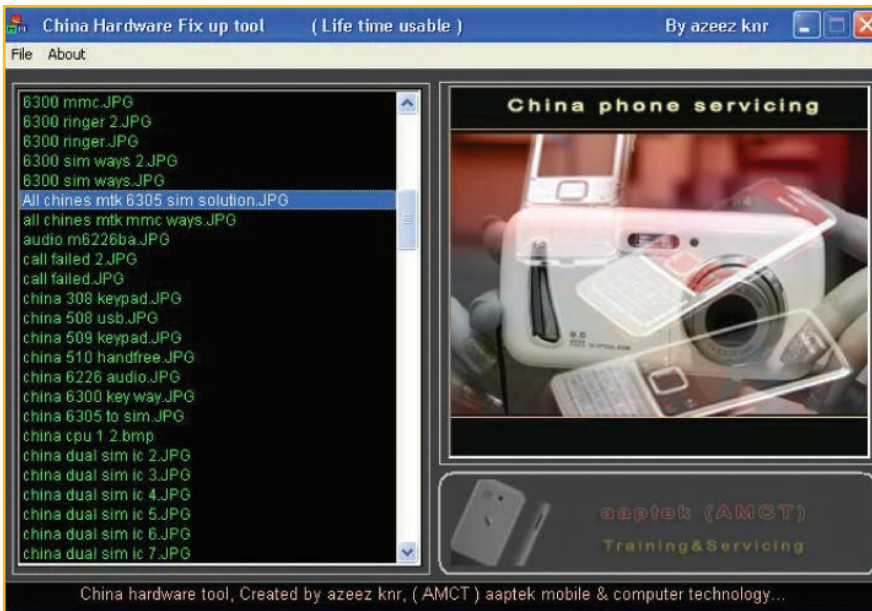 China Hardware Fix up tool ( Life time usable ) By azeez knr
File About
6300 mmc.JPG
6300 ringer 2.JPG
6300 ringer.JPG
6300 sim ways 2.JPG
6300 sim ways.JPG
All chines mtk 6305 sim solution.JPG
all chines mtk mmc ways.JPG
audio m6226ba.JPG
call failed 2.JPG
call failed.JPG
china 308 keypad.JPG
china 508 usb.JPG
china 509 keypad.JPG
china 510 handfree.JPG
china 6226 audio.JPG
china 6300 key way.JPG
china 6305 to sim.JPG
china cpu 1 2.bmp
china dual sim ic 2.JPG
china dual sim ic 3.JPG
china dual sim ic 4.JPG
china dual sim ic 5.JPG
china dual sim ic 6.JPG
china dual sim ic 7.JPG
China phone servicing
aaptek (AMCT)
Training&Servicing
China hardware tool, Created by azeez knr, ( AMCT ) aaptek mobile & computer technology...